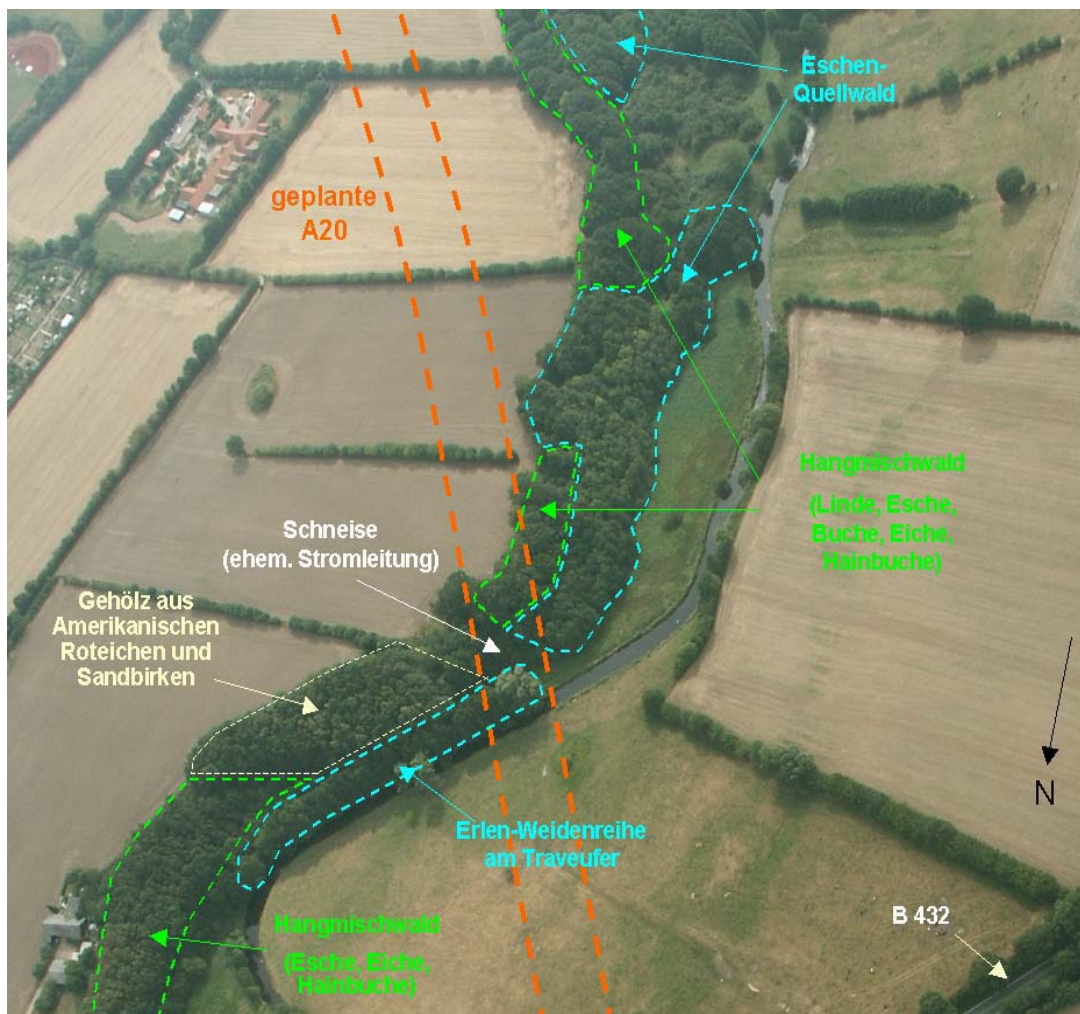 Eschen-
Quellwald
geplante
A20
Hangmischwald
(Linde, Esche,
Buche, Eiche,
Hainbuche)
Schneise
(ehem. Stromleitung)
Gehölz aus
Amerikanischen
Roteichen und
Sandbirken
N
Erlen-Weidenreihe
am Traveufer
B 432
Hangmischwald
(Esche, Eiche,
Hainbuche)